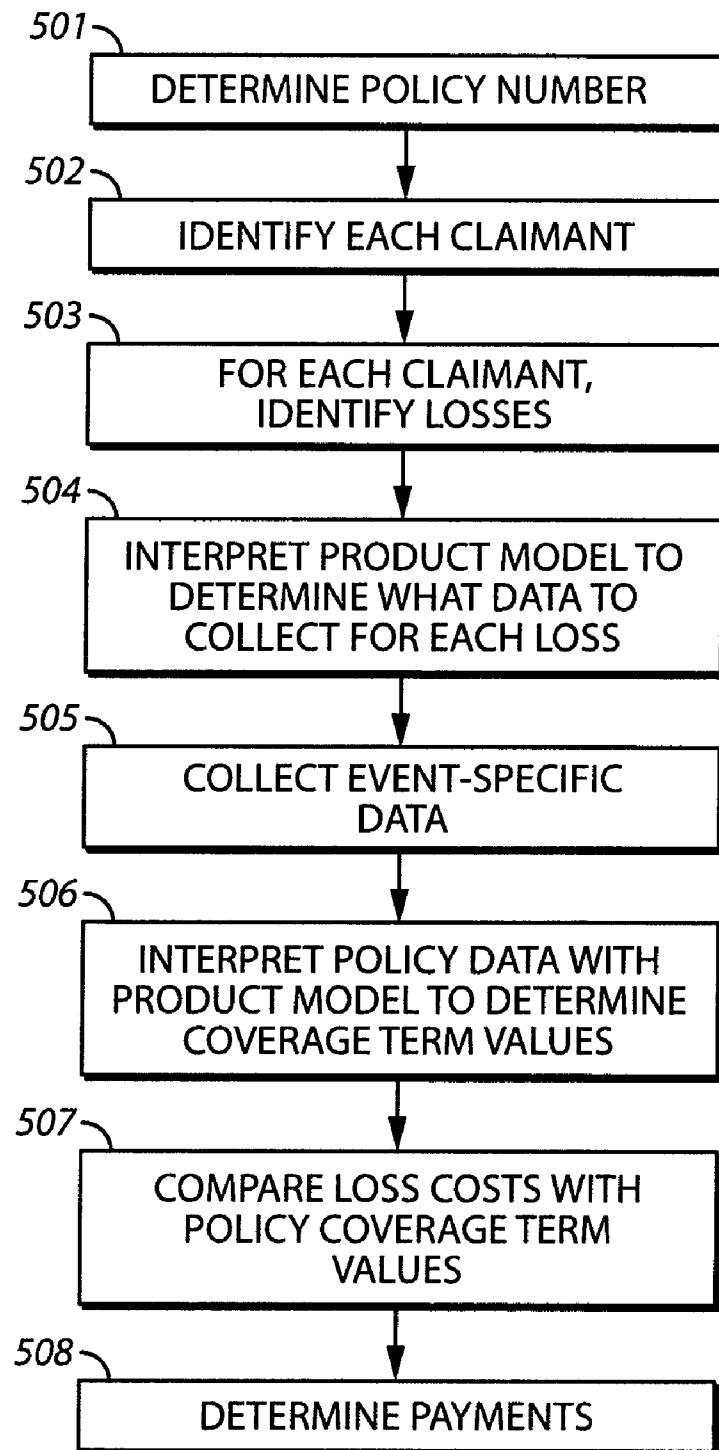 501
DETERMINE POLICY NUMBER
502
IDENTIFY EACH CLAIMANT
503
FOR EACH CLAIMANT,
IDENTIFY LOSSES
504
INTERPRET PRODUCT MODEL TO
DETERMINE WHAT DATA TO
COLLECT FOR EACH LOSS
505
COLLECT EVENT-SPECIFIC
DATA
506
INTERPRET POLICY DATA WITH
PRODUCT MODEL TO DETERMINE
COVERAGE TERM VALUES
507
COMPARE LOSS COSTS WITH
POLICY COVERAGE TERM
VALUES
508
DETERMINE PAYMENTS